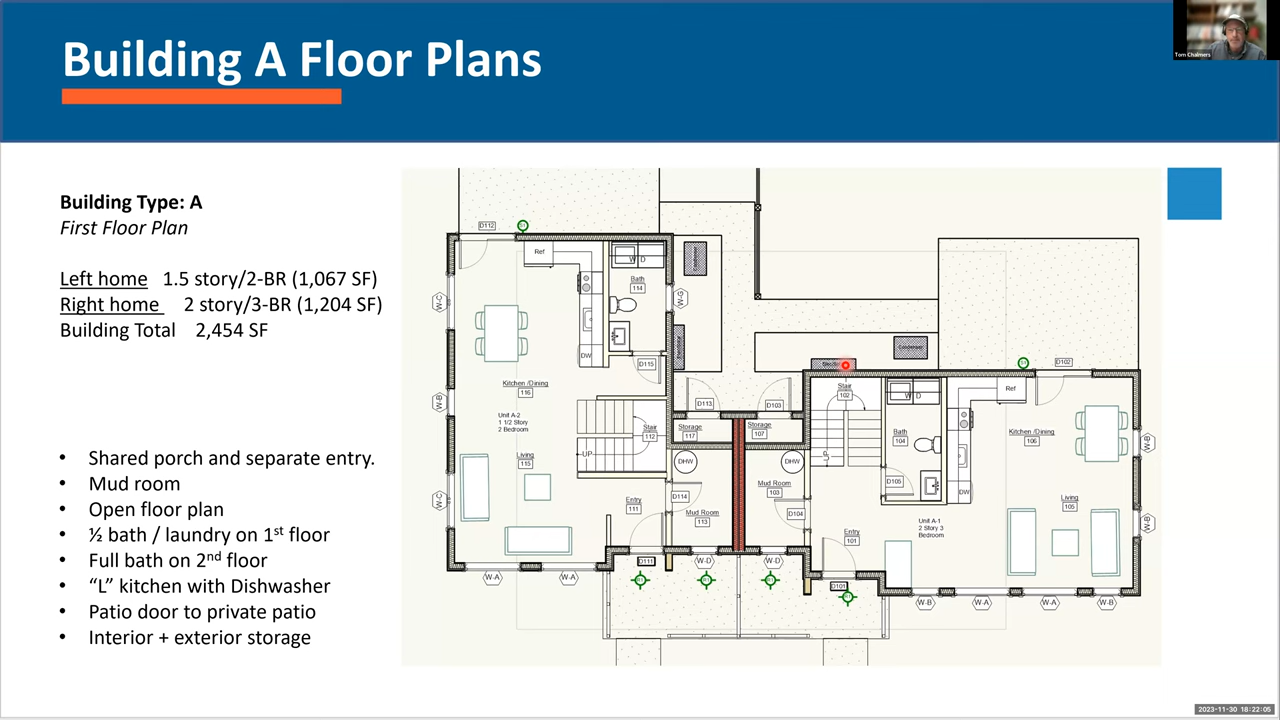 Building A Floor Plans
Tom Chalmers
Building Type: A
First Floor Plan
Left home 1.5 story/2-BR (1,067 SF)
Right home 2 story/3-BR (1,204 SF)
Building Total 2,454 SF
• Shared porch and separate entry.
• Mud room
• Open floor plan
• ½ bath / laundry on 1st floor
• Full bath on 2nd floor
• “L” kitchen with Dishwasher
• Patio door to private patio
• Interior + exterior storage
D112
Ref
W D
Bath
114
W-G
W-C
DW
D115
Kitchen /Dining
116
W-B
Unit A-2
1 1/2 Story
2 Bedroom
Stair
112
UP
Living
115
W-C
Entry
111
D113
D103
Storage
117
Storage
107
DHW
DHW
D114
Mud Room
113
Mud Room
103
D104
D111
W-D
W-D
W-A
W-A
D101
Condenser
D102
Stair
102
UP
W D
Bath
104
D105
Ref
DW
Kitchen /Dining
106
W-B
Living
105
W-B
Unit A-1
2 Story 3
Bedroom
Entry
101
W-B
W-A
W-A
W-B
2023-11-30 18:22:05